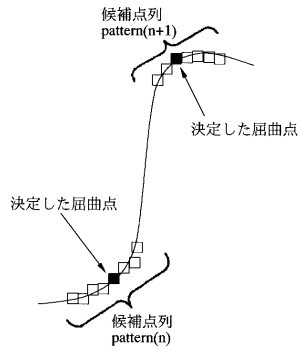 候補点列
pattern(n+1)
決定した屈曲点
決定した屈曲点
候補点列
pattern(n)